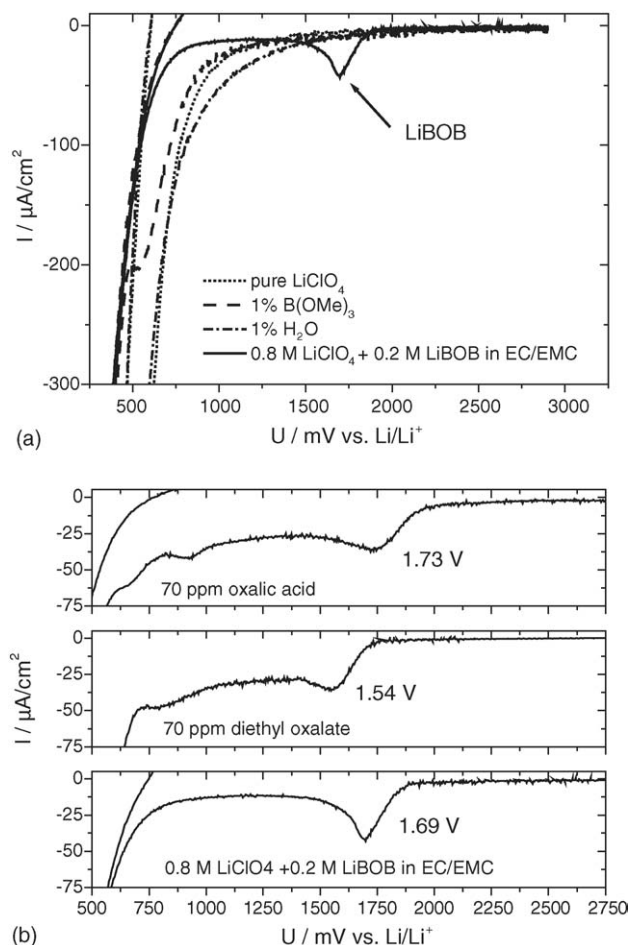 0
-100
-200
-300
I / µA/cm²
LiBOB
pure LiClO₄
1% B(OMe)₃
1% H₂O
0.8 M LiClO₄ + 0.2 M LiBOB in EC/EMC
500 1000 1500 2000 2500 3000
(a)
U / mV vs. Li/Li⁺
0
-25
-50
-75
1.73 V
70 ppm oxalic acid
0
-25
-50
-75
I / µA/cm²
1.54 V
70 ppm diethyl oxalate
0
-25
-50
-75
1.69 V
0.8 M LiClO4 +0.2 M LiBOB in EC/EMC
500 750 1000 1250 1500 1750 2000 2250 2500 2750
(b)
U / mV vs. Li/Li⁺